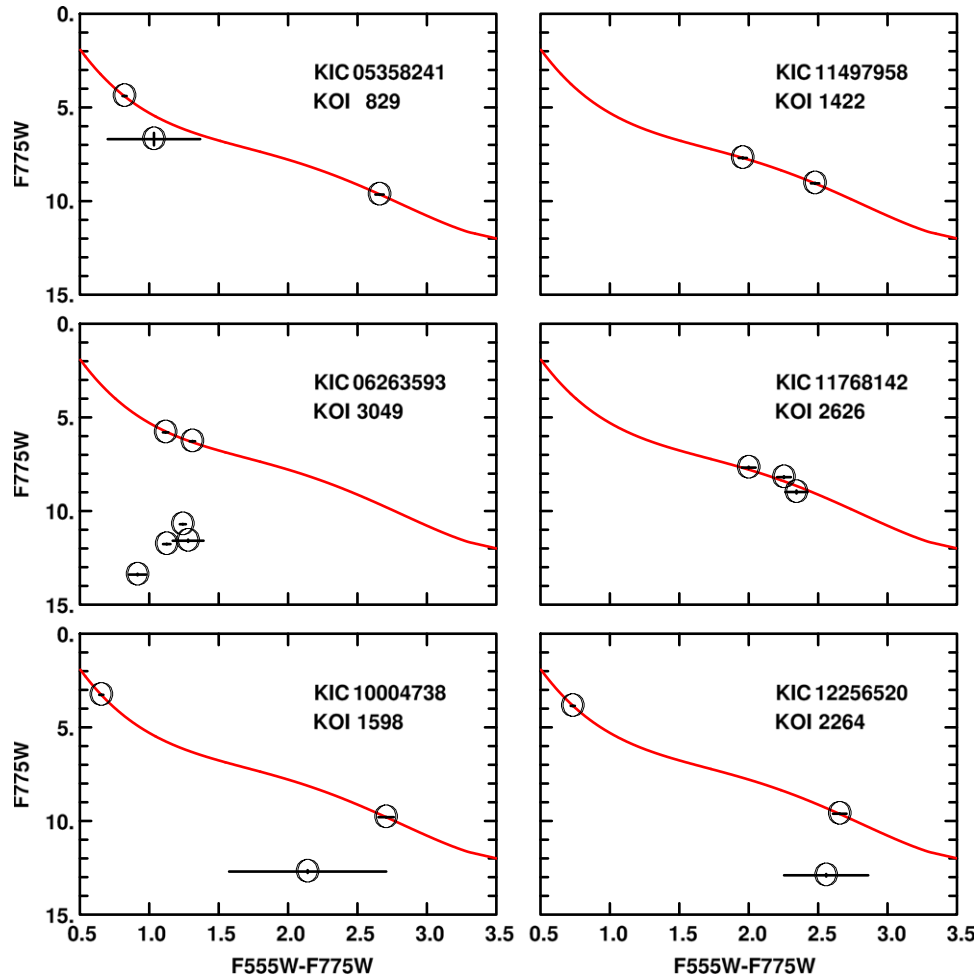 0.
5.
10.
15.
F775W
KIC 05358241
KOI 829
KIC 11497958
KOI 1422
0.
5.
10.
15.
F775W
KIC 06263593
KOI 3049
KIC 11768142
KOI 2626
0.
5.
10.
15.
F775W
KIC 10004738
KOI 1598
KIC 12256520
KOI 2264
0.5 1.0 1.5 2.0 2.5 3.0 3.5 0.5 1.0 1.5 2.0 2.5 3.0 3.5
F555W-F775W F555W-F775W